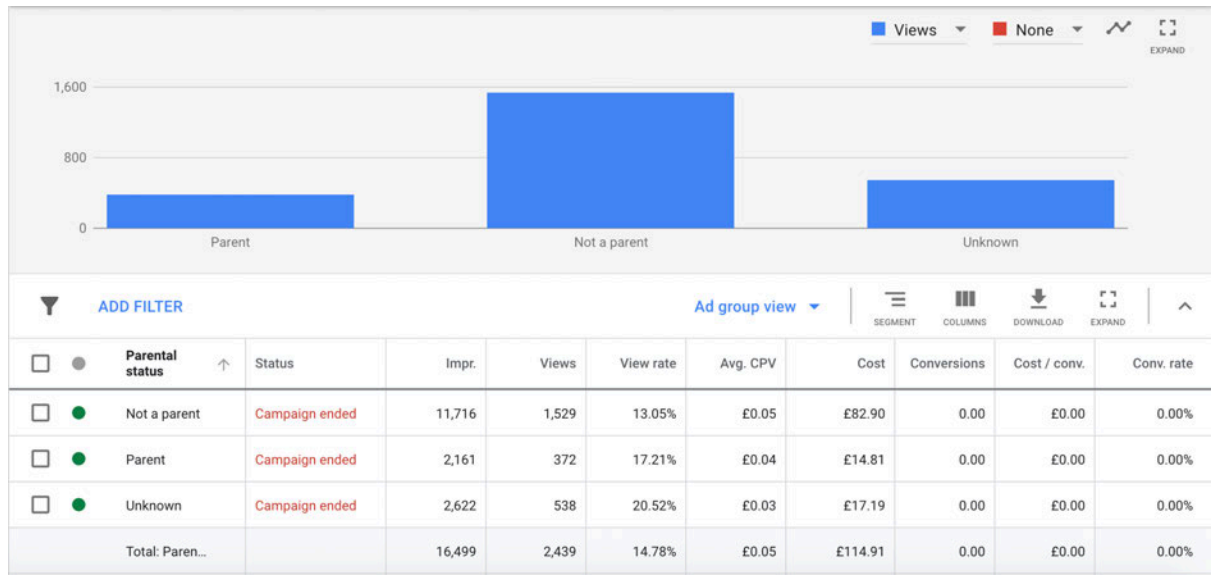 Views None
EXPAND
1,600
800
0
Parent Not a parent Unknown
ADD FILTER Ad group view SEGMENT COLUMNS DOWNLOAD EXPAND
Parental status Status Impr. Views View rate Avg. CPV Cost Conversions Cost / conv. Conv. rate
Not a parent Campaign ended 11,716 1,529 13.05% £0.05 £82.90 0.00 £0.00 0.00%
Parent Campaign ended 2,161 372 17.21% £0.04 £14.81 0.00 £0.00 0.00%
Unknown Campaign ended 2,622 538 20.52% £0.03 £17.19 0.00 £0.00 0.00%
Total: Paren... 16,499 2,439 14.78% £0.05 £114.91 0.00 £0.00 0.00%